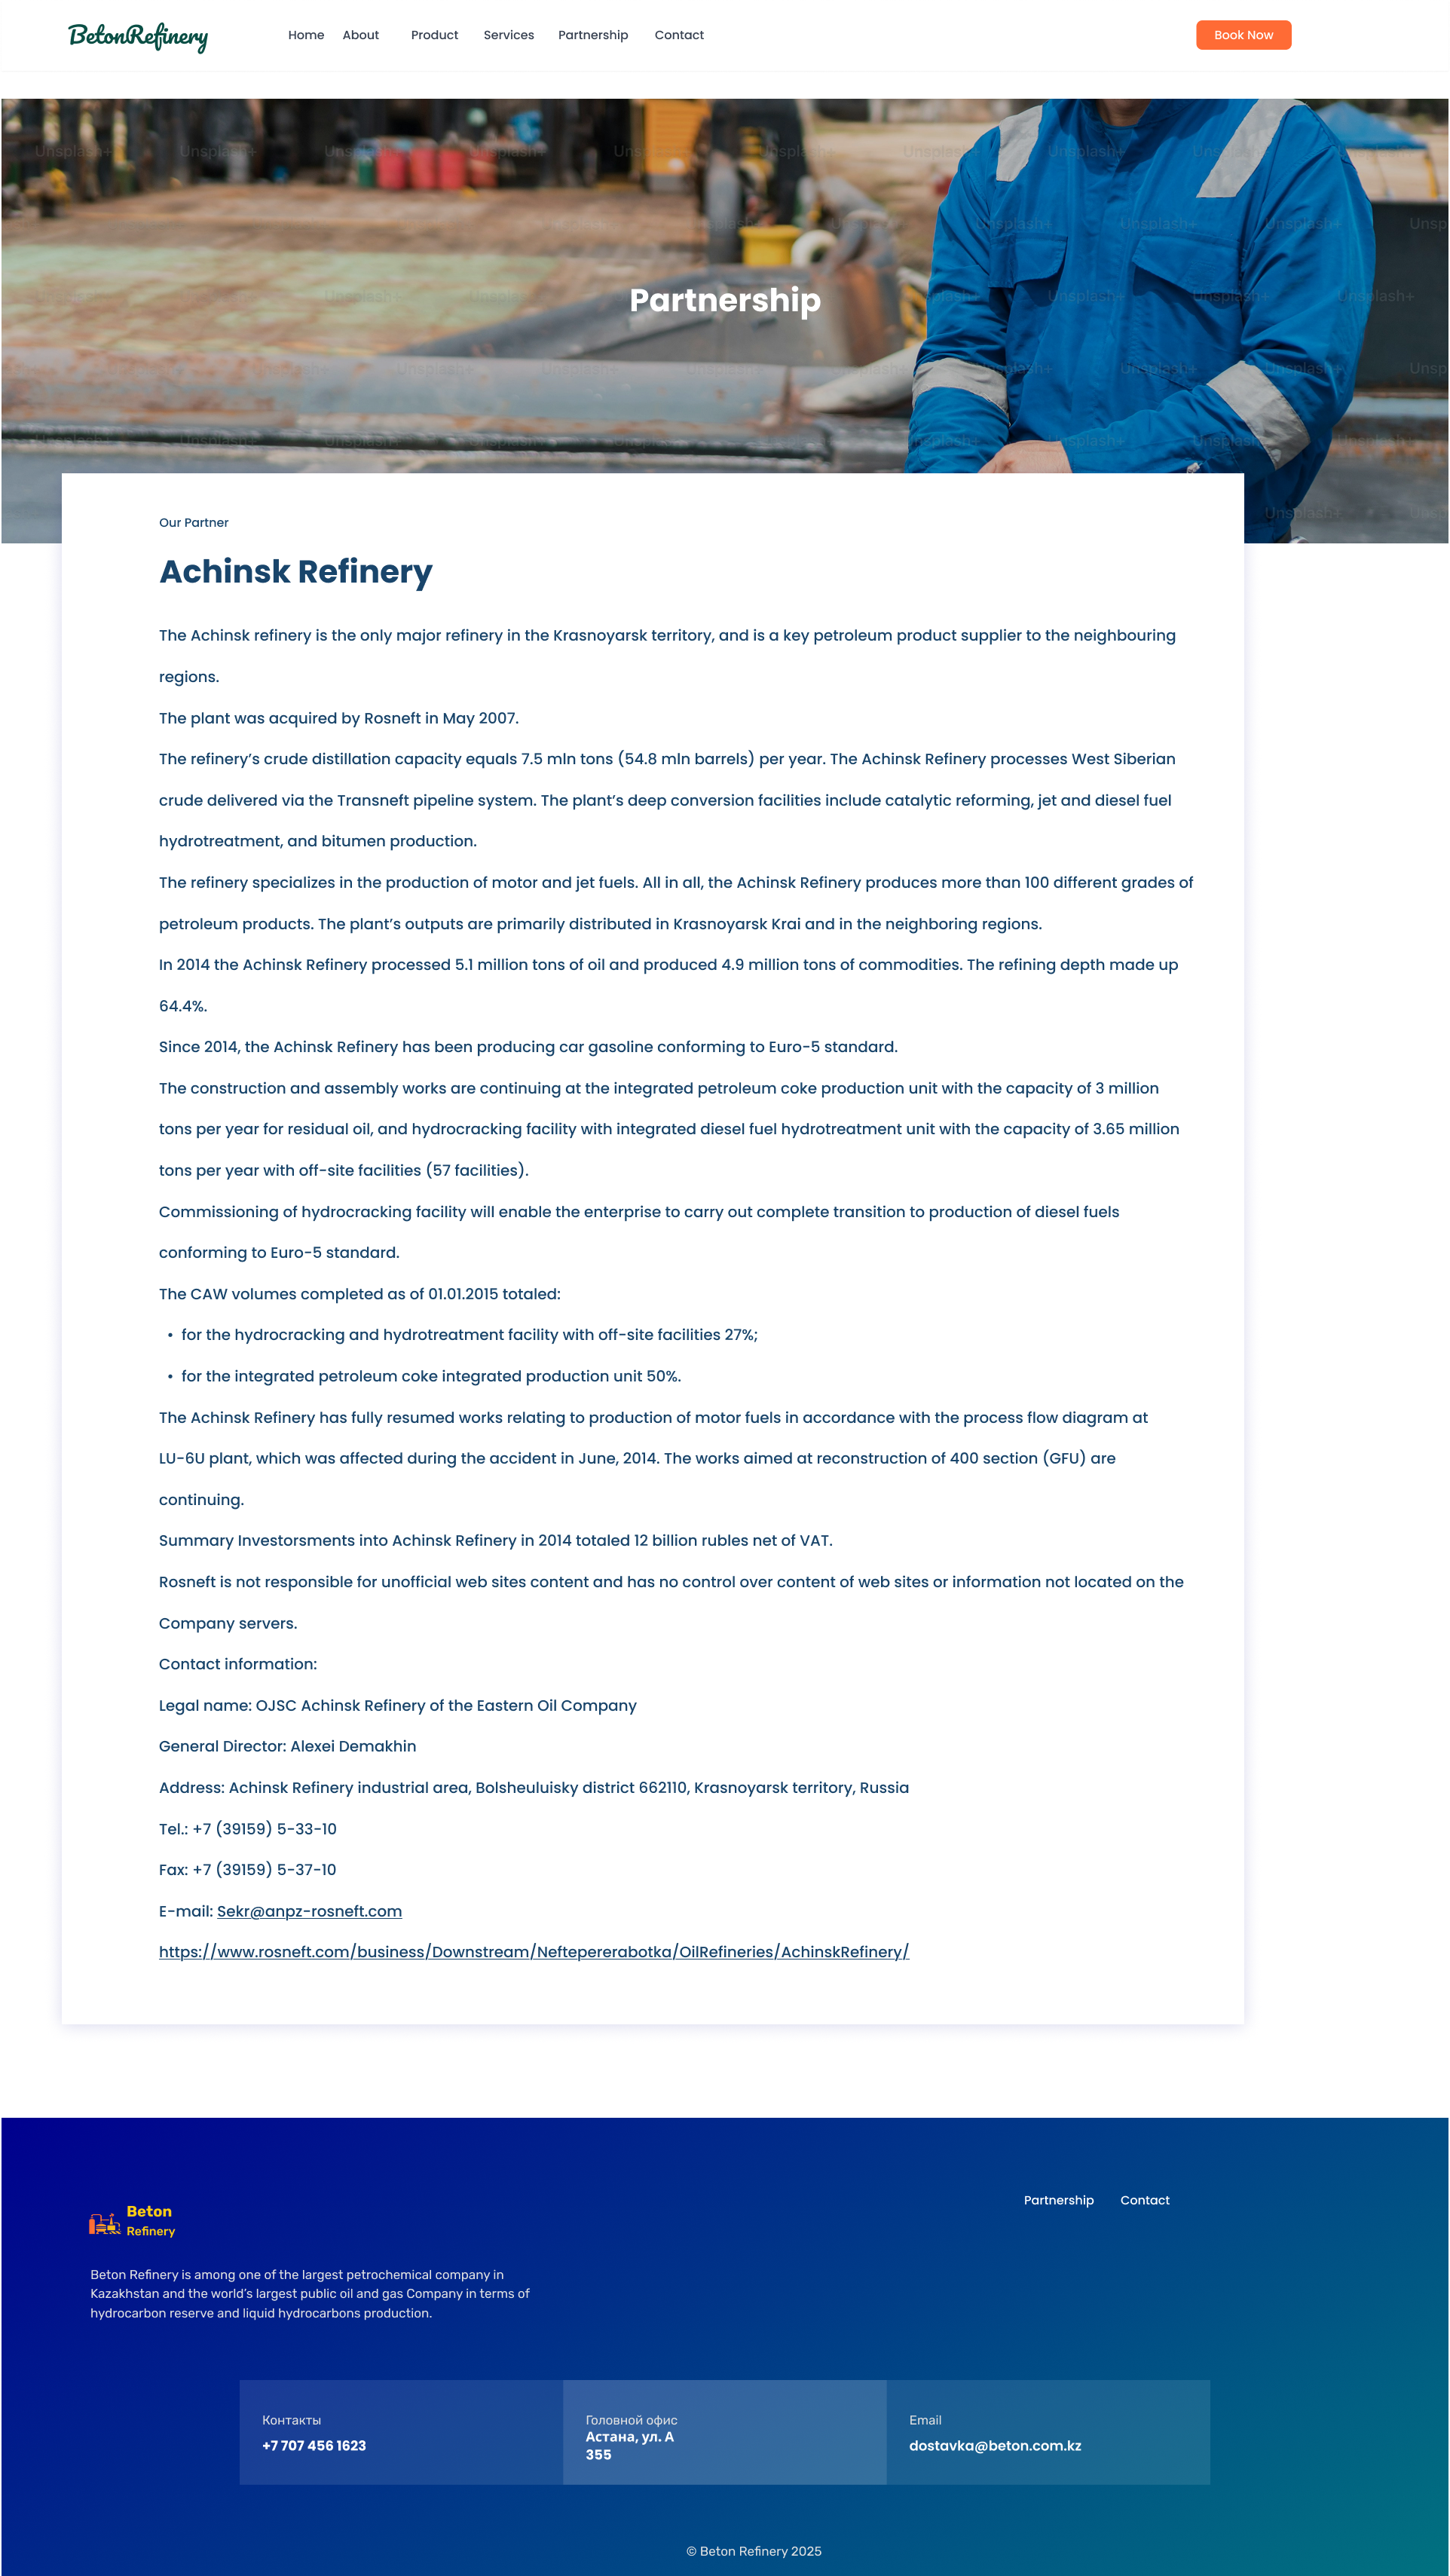 BetonRefinery
Home About Product Services Partnership Contact
Book Now
Unsplash+ Unsplash+ Unsplash+ Unsplash+ Unsplash+ Unsplash+ Unsplash+ Unsplash+ Unsplash+
Partnership
Our Partner
Achinsk Refinery
The Achinsk refinery is the only major refinery in the Krasnoyarsk territory, and is a key petroleum product supplier to the neighbouring
regions.
The plant was acquired by Rosneft in May 2007.
The refinery’s crude distillation capacity equals 7.5 mln tons (54.8 mln barrels) per year. The Achinsk Refinery processes West Siberian
crude delivered via the Transneft pipeline system. The plant’s deep conversion facilities include catalytic reforming, jet and diesel fuel
hydrotreatment, and bitumen production.
The refinery specializes in the production of motor and jet fuels. All in all, the Achinsk Refinery produces more than 100 different grades of
petroleum products. The plant’s outputs are primarily distributed in Krasnoyarsk Krai and in the neighboring regions.
In 2014 the Achinsk Refinery processed 5.1 million tons of oil and produced 4.9 million tons of commodities. The refining depth made up
64.4%.
Since 2014, the Achinsk Refinery has been producing car gasoline conforming to Euro-5 standard.
The construction and assembly works are continuing at the integrated petroleum coke production unit with the capacity of 3 million
tons per year for residual oil, and hydrocracking facility with integrated diesel fuel hydrotreatment unit with the capacity of 3.65 million
tons per year with off-site facilities (57 facilities).
Commissioning of hydrocracking facility will enable the enterprise to carry out complete transition to production of diesel fuels
conforming to Euro-5 standard.
The CAW volumes completed as of 01.01.2015 totaled:
• for the hydrocracking and hydrotreatment facility with off-site facilities 27%;
• for the integrated petroleum coke integrated production unit 50%.
The Achinsk Refinery has fully resumed works relating to production of motor fuels in accordance with the process flow diagram at
LU-6U plant, which was affected during the accident in June, 2014. The works aimed at reconstruction of 400 section (GFU) are
continuing.
Summary Investorsments into Achinsk Refinery in 2014 totaled 12 billion rubles net of VAT.
Rosneft is not responsible for unofficial web sites content and has no control over content of web sites or information not located on the
Company servers.
Contact information:
Legal name: OJSC Achinsk Refinery of the Eastern Oil Company
General Director: Alexei Demakhin
Address: Achinsk Refinery industrial area, Bolsheuluisky district 662110, Krasnoyarsk territory, Russia
Tel.: +7 (39159) 5-33-10
Fax: +7 (39159) 5-37-10
E-mail: Sekr@anpz-rosneft.com
https://www.rosneft.com/business/Downstream/Neftepererabotka/OilRefineries/AchinskRefinery/
Partnership Contact
Beton
Refinery
Beton Refinery is among one of the largest petrochemical company in
Kazakhstan and the world’s largest public oil and gas Company in terms of
hydrocarbon reserve and liquid hydrocarbons production.
Контакты
+7 707 456 1623
Головной офис
Астана, ул. А
355
Email
dostavka@beton.com.kz
© Beton Refinery 2025